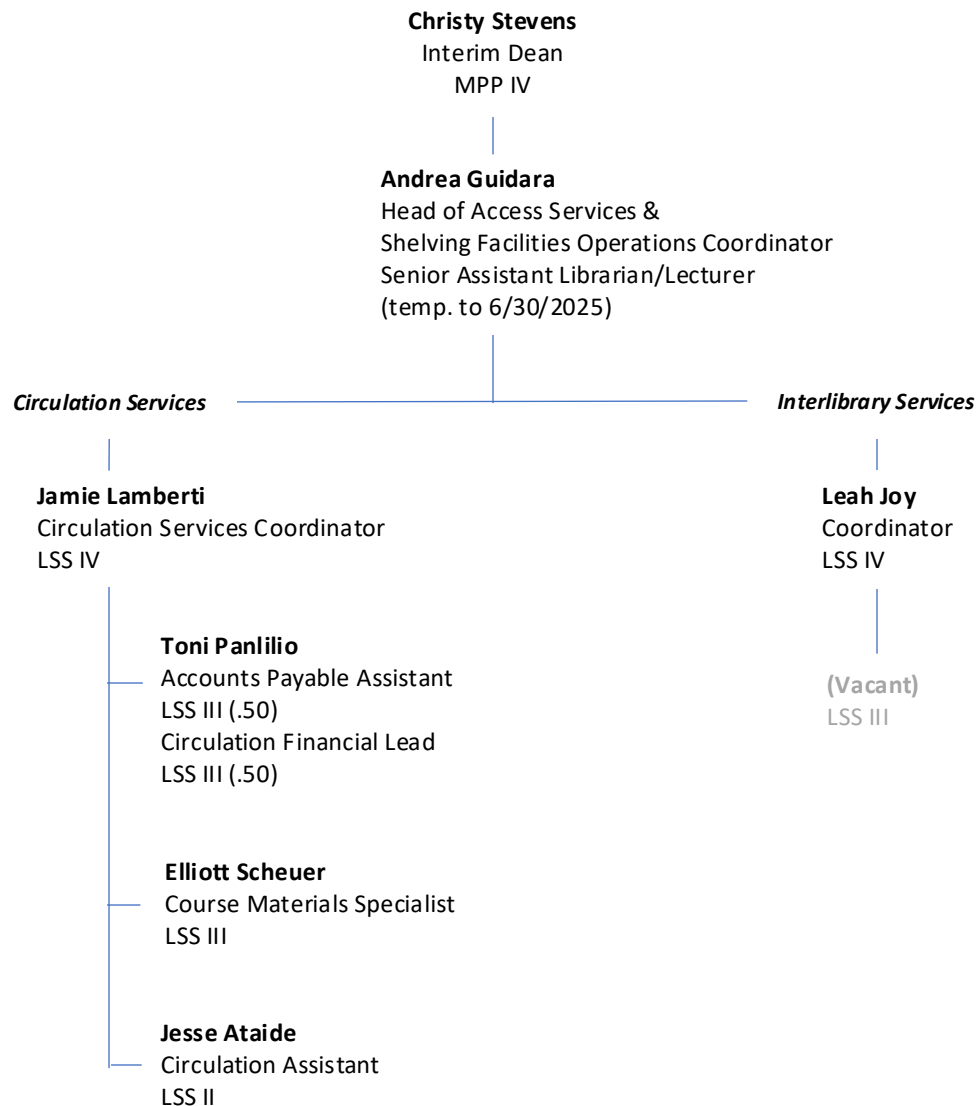 Christy Stevens
Interim Dean
MPP IV
Andrea Guidara
Head of Access Services &
Shelving Facilities Operations Coordinator
Senior Assistant Librarian/Lecturer
(temp. to 6/30/2025)
Circulation Services
Interlibrary Services
Jamie Lamberti
Circulation Services Coordinator
LSS IV
Leah Joy
Coordinator
LSS IV
Toni Panlilio
Accounts Payable Assistant
LSS III (.50)
Circulation Financial Lead
LSS III (.50)
(Vacant)
LSS III
Elliott Scheuer
Course Materials Specialist
LSS III
Jesse Ataide
Circulation Assistant
LSS II